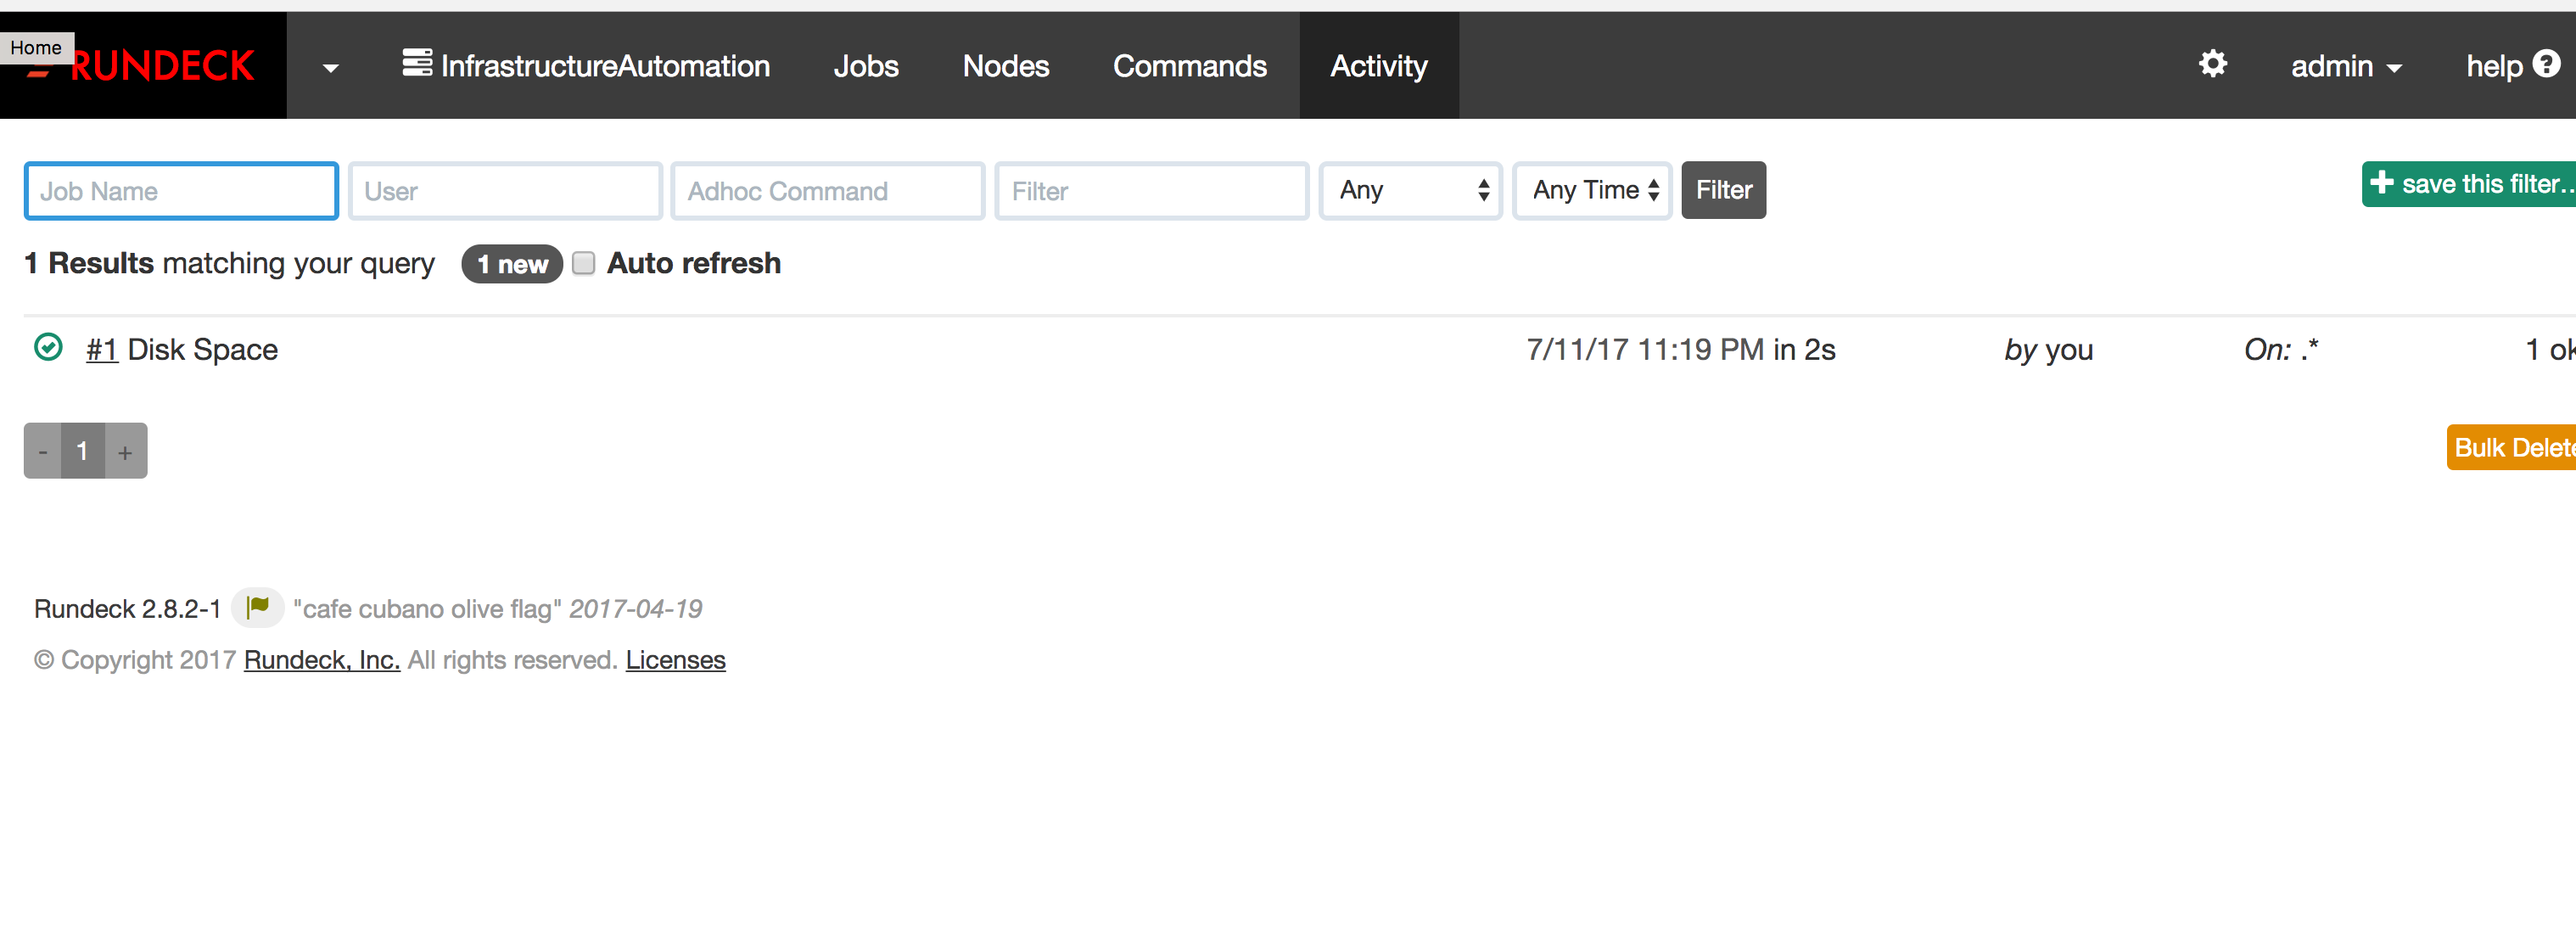 Home
RUNDECK InfrastructureAutomation Jobs Nodes Commands Activity admin help
Job Name User Adhoc Command Filter Any Any Time Filter save this filter..
1 Results matching your query 1 new Auto refresh
#1 Disk Space 7/11/17 11:19 PM in 2s by you On: .* 1 ok
- 1 + Bulk Delete
Rundeck 2.8.2-1 "cafe cubano olive flag" 2017-04-19
© Copyright 2017 Rundeck, Inc. All rights reserved. Licenses